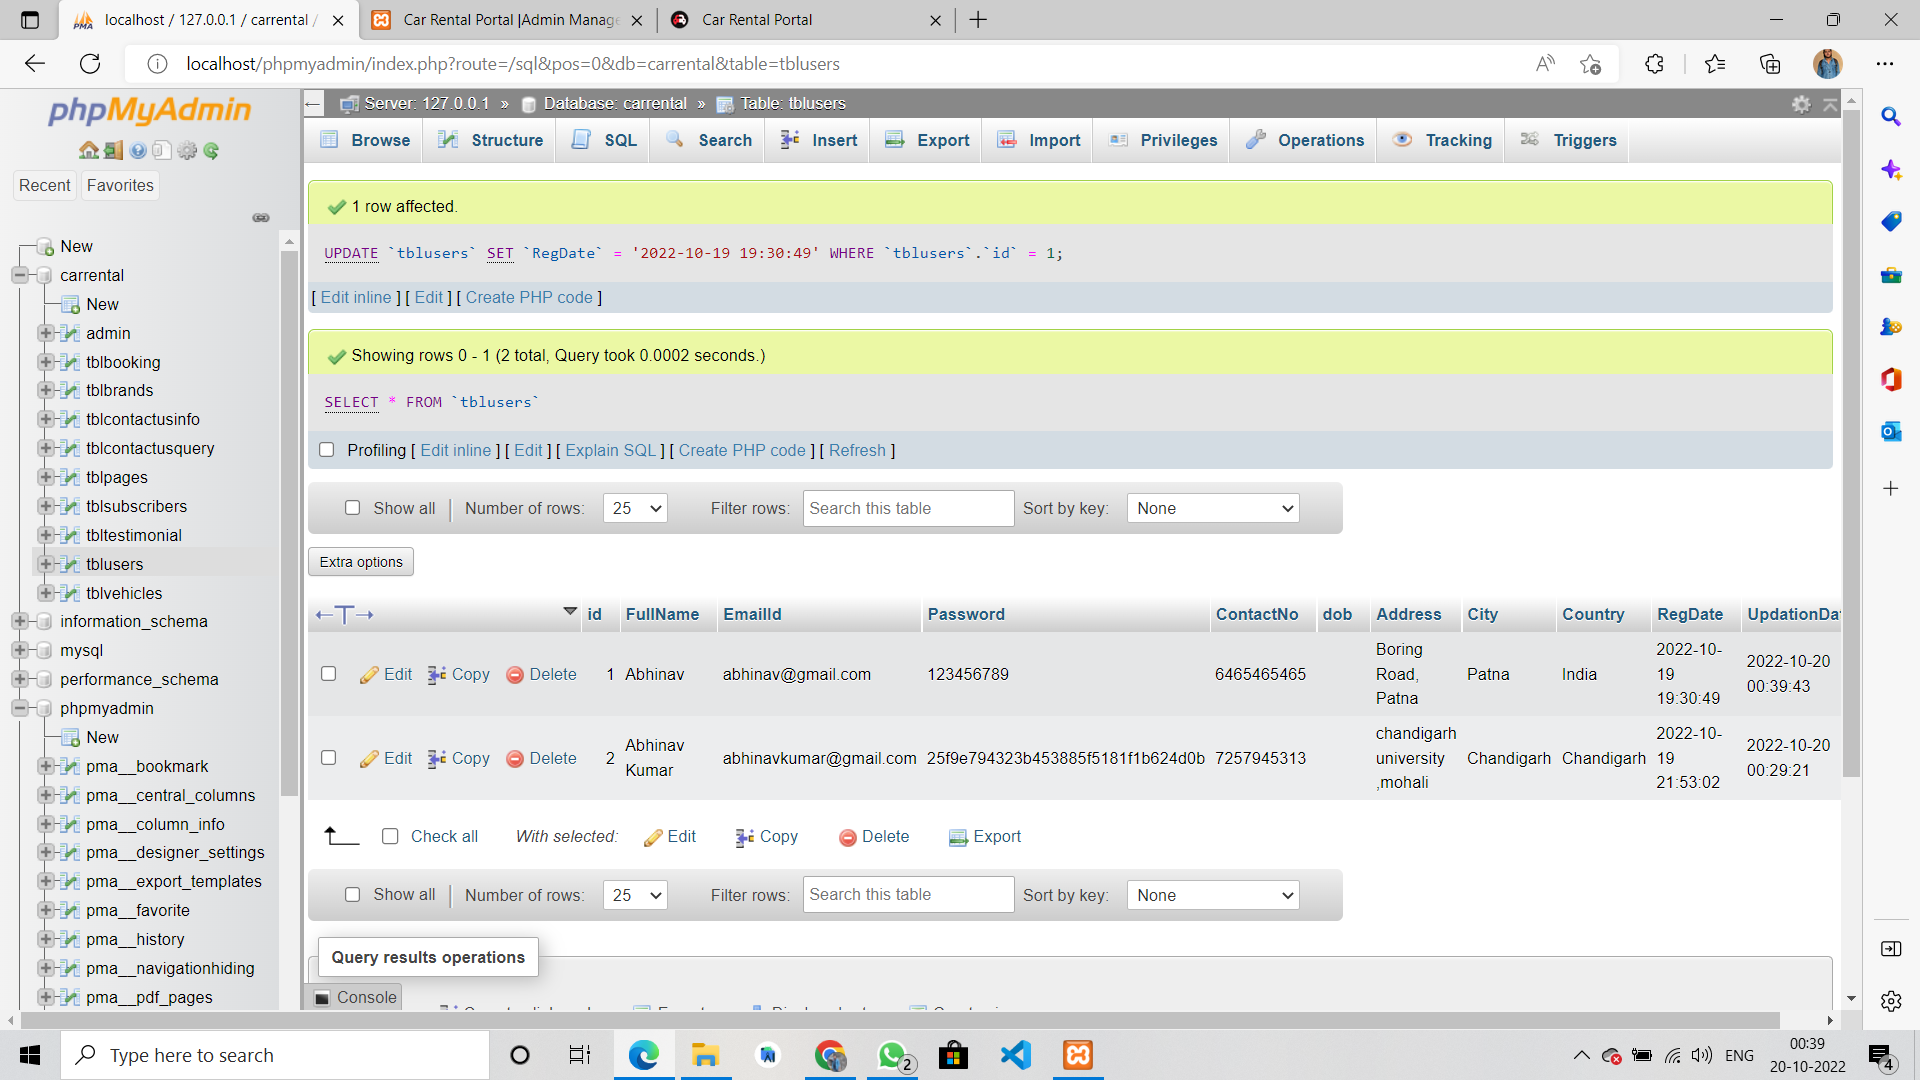 localhost / 127.0.0.1 / carrental /
Car Rental Portal |Admin Manage
Car Rental Portal
localhost/phpmyadmin/index.php?route=/sql&pos=0&db=carrental&table=tblusers
phpMyAdmin
Recent Favorites
New
carrental
New
admin
tblbooking
tblbrands
tblcontactusinfo
tblcontactusquery
tblpages
tblsubscribers
tbltestimonial
tblusers
tblvehicles
information_schema
mysql
performance_schema
phpmyadmin
New
pma__bookmark
pma__central_columns
pma__column_info
pma__designer_settings
pma__export_templates
pma__favorite
pma__history
pma__navigationhiding
pma__pdf_pages
Server: 127.0.0.1 » Database: carrental » Table: tblusers
Browse Structure SQL Search Insert Export Import Privileges Operations Tracking Triggers
1 row affected.
UPDATE `tblusers` SET `RegDate` = '2022-10-19 19:30:49' WHERE `tblusers`.`id` = 1;
[ Edit inline ] [ Edit ] [ Create PHP code ]
Showing rows 0 - 1 (2 total, Query took 0.0002 seconds.)
SELECT * FROM `tblusers`
Profiling [ Edit inline ] [ Edit ] [ Explain SQL ] [ Create PHP code ] [ Refresh ]
Show all | Number of rows: 25 Filter rows: Search this table Sort by key: None
Extra options
id FullName EmailId Password ContactNo dob Address City Country RegDate UpdationDa
Edit Copy Delete 1 Abhinav abhinav@gmail.com 123456789 6465465465 Boring Road, Patna Patna India 2022-10-19 19:30:49 2022-10-20 00:39:43
Edit Copy Delete 2 Abhinav Kumar abhinavkumar@gmail.com 25f9e794323b453885f5181f1b624d0b 7257945313 chandigarh university ,mohali Chandigarh Chandigarh 2022-10-19 21:53:02 2022-10-20 00:29:21
Check all With selected: Edit Copy Delete Export
Show all | Number of rows: 25 Filter rows: Search this table Sort by key: None
Query results operations
Console
Type here to search
2
ENG
00:39
20-10-2022
4